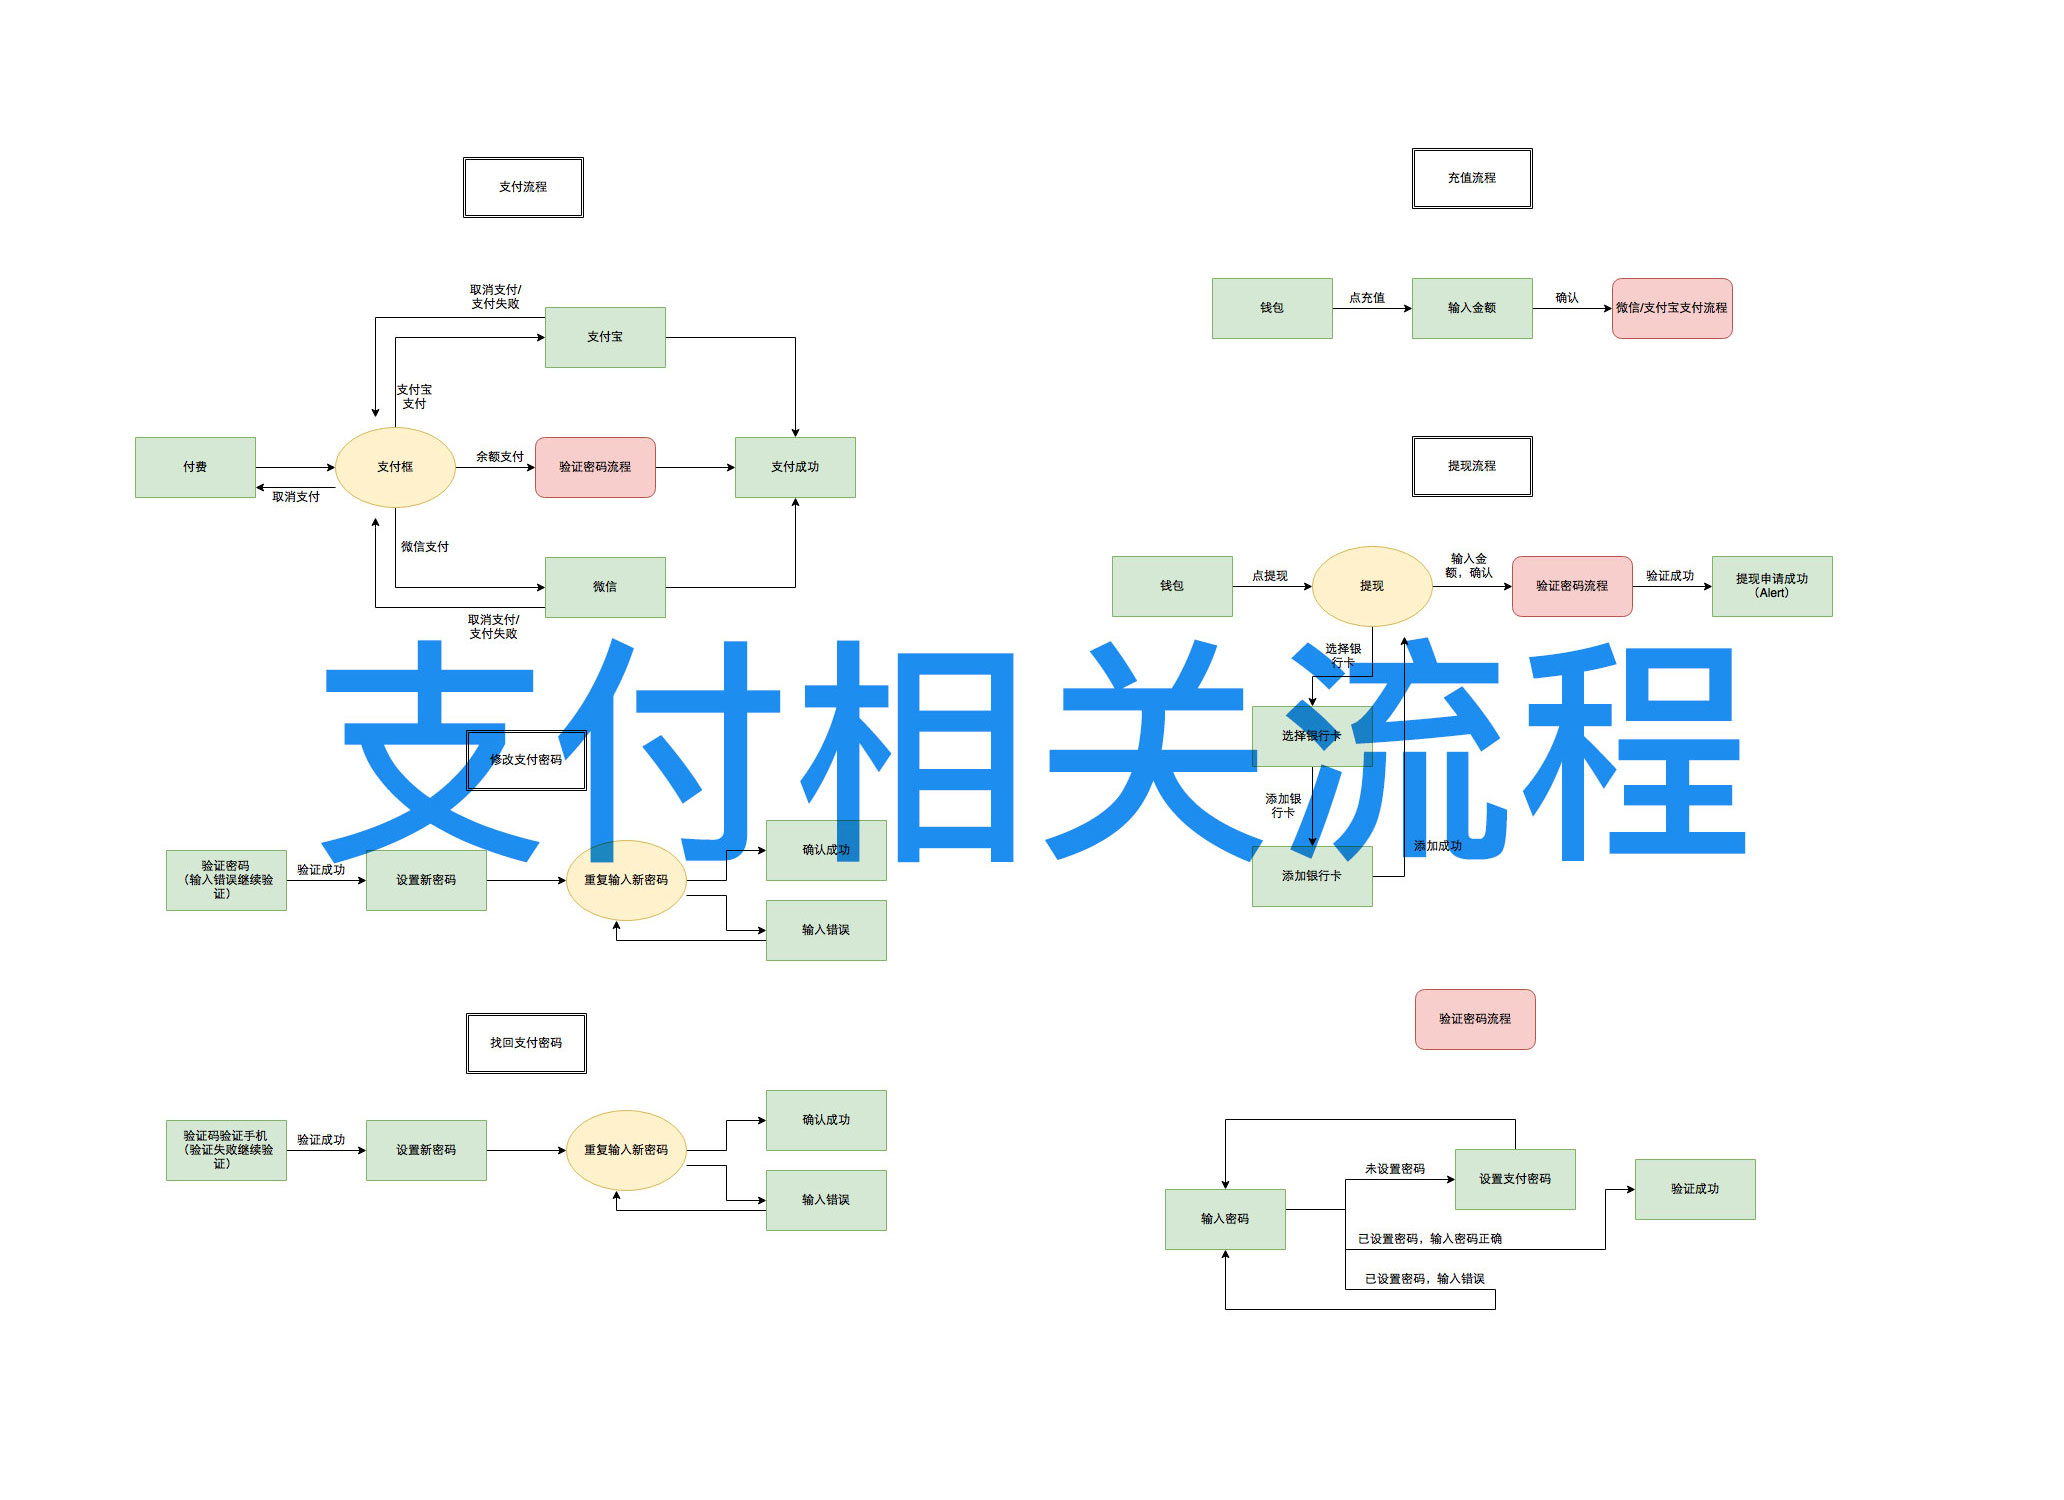 支付流程
取消支付/
支付失败
支付宝
支付宝
支付
付费
支付框
余额支付
验证密码流程
支付成功
取消支付
微信支付
微信
取消支付/
支付失败
充值流程
钱包
点充值
输入金额
确认
微信/支付宝支付流程
提现流程
钱包
点提现
提现
输入金
额，确认
验证密码流程
验证成功
提现申请成功
（Alert）
选择银
行卡
选择银行卡
添加银
行卡
添加成功
添加银行卡
支付相关流程
修改支付密码
验证密码
（输入错误继续验
证）
验证成功
设置新密码
重复输入新密码
确认成功
输入错误
找回支付密码
验证码验证手机
（验证失败继续验
证）
验证成功
设置新密码
重复输入新密码
确认成功
输入错误
验证密码流程
未设置密码
设置支付密码
验证成功
输入密码
已设置密码，输入密码正确
已设置密码，输入错误